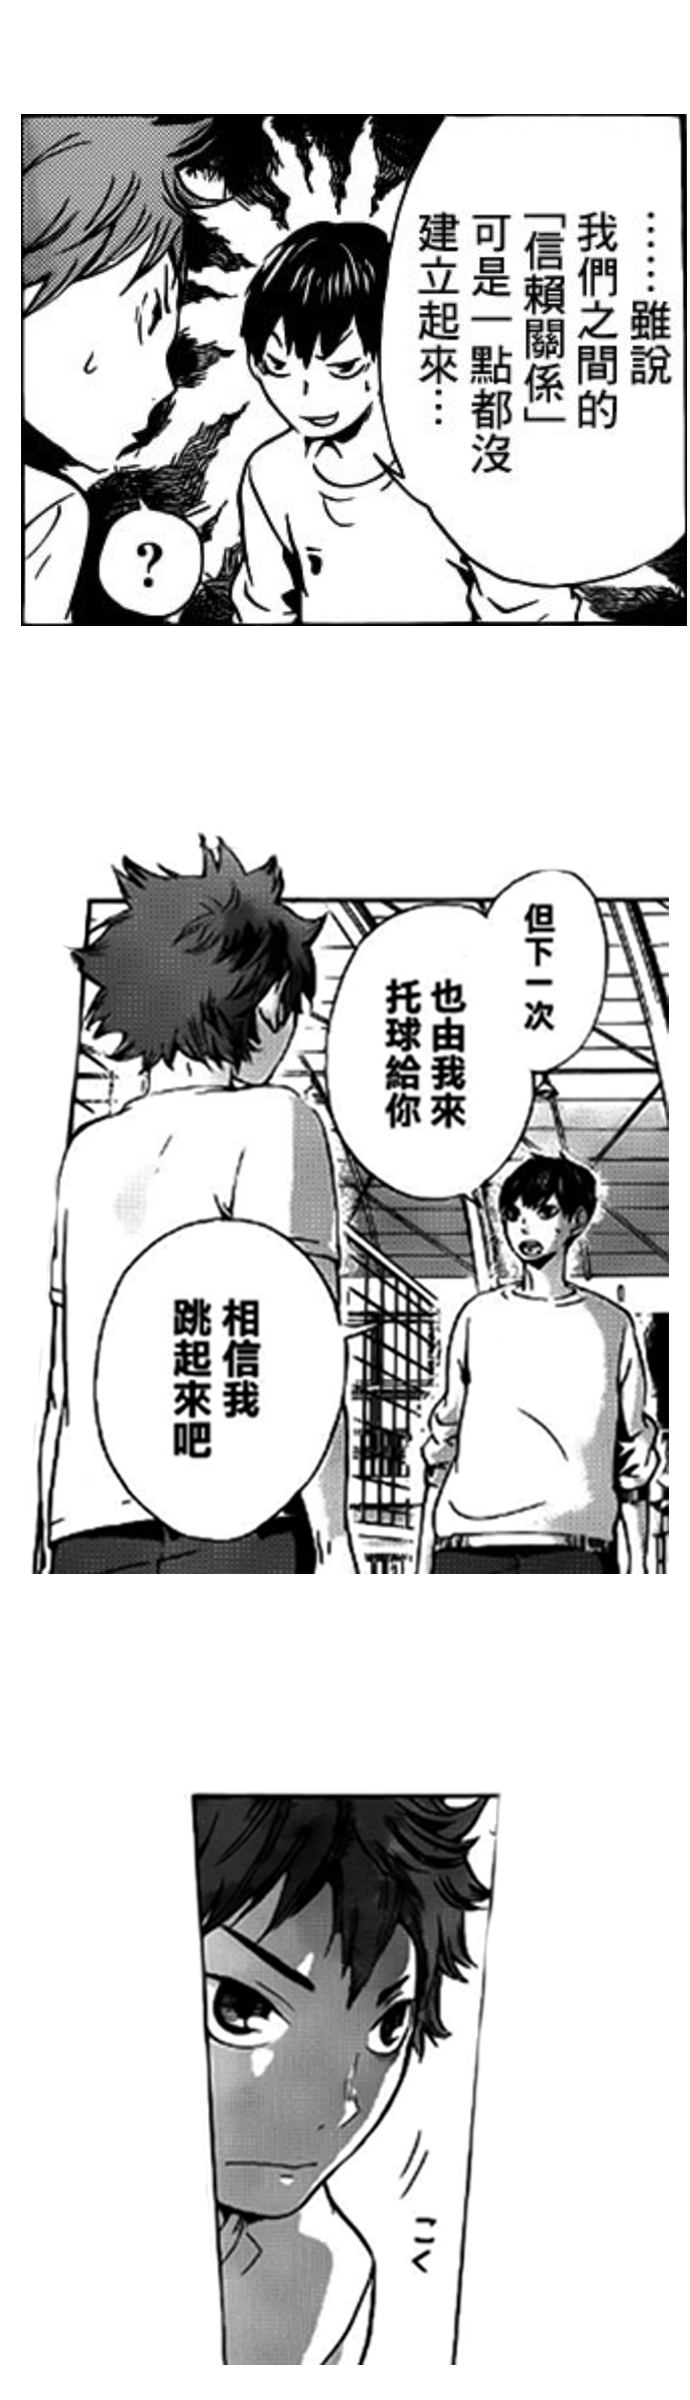 ……雖說
我們之間的
「信賴關係」
可是一點都沒
建立起來…
?
但下一次
也由我來
托球給你
相信我
跳起來吧
こく